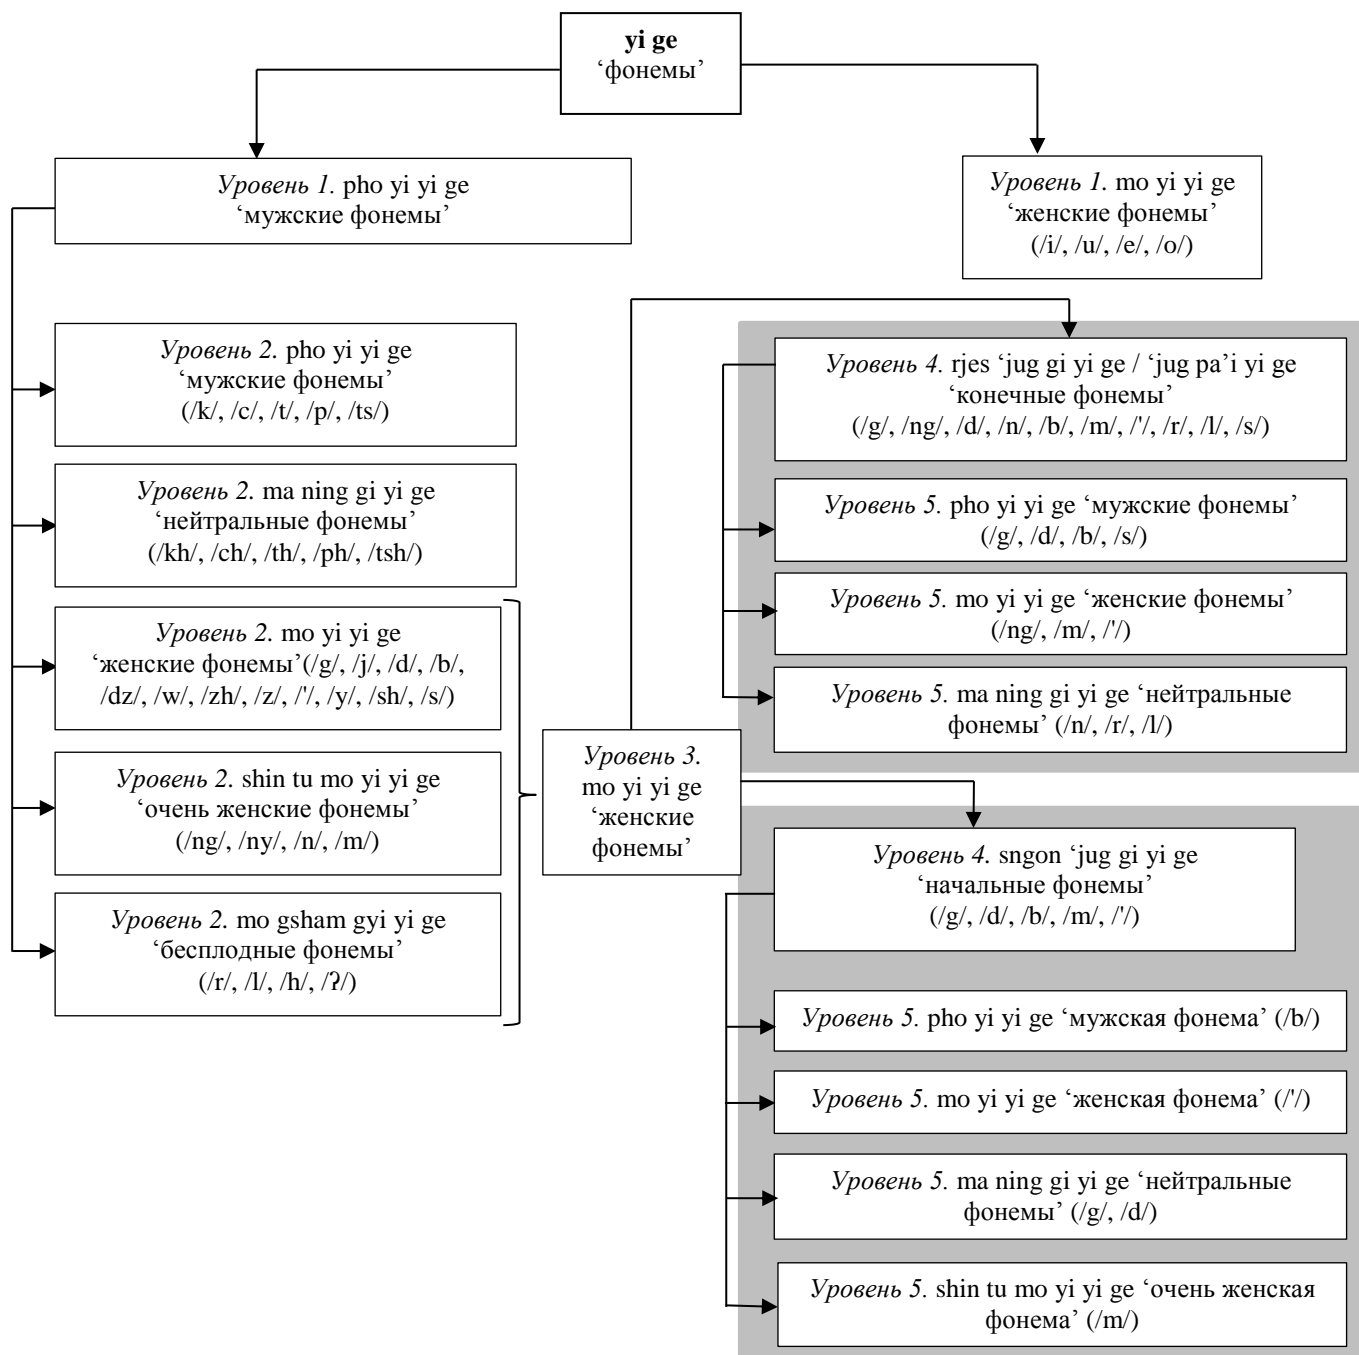 yi ge
‘фонемы’
Уровень 1. pho yi yi ge
‘мужские фонемы’
Уровень 1. mo yi yi ge
‘женские фонемы’
(/i/, /u/, /e/, /o/)
Уровень 2. pho yi yi ge
‘мужские фонемы’
(/k/, /c/, /t/, /p/, /ts/)
Уровень 2. ma ning gi yi ge
‘нейтральные фонемы’
(/kh/, /ch/, /th/, /ph/, /tsh/)
Уровень 2. mo yi yi ge
‘женские фонемы’(/g/, /j/, /d/, /b/,
/dz/, /w/, /zh/, /z/, /'/, /y/, /sh/, /s/)
Уровень 2. shin tu mo yi yi ge
‘очень женские фонемы’
(/ng/, /ny/, /n/, /m/)
Уровень 2. mo gsham gyi yi ge
‘бесплодные фонемы’
(/r/, /l/, /h/, /ʔ/)
Уровень 3.
mo yi yi ge
‘женские
фонемы’
Уровень 4. rjes ‘jug gi yi ge / ‘jug pa’i yi ge
‘конечные фонемы’
(/g/, /ng/, /d/, /n/, /b/, /m/, /'/, /r/, /l/, /s/)
Уровень 5. pho yi yi ge ‘мужские фонемы’
(/g/, /d/, /b/, /s/)
Уровень 5. mo yi yi ge ‘женские фонемы’
(/ng/, /m/, /'/)
Уровень 5. ma ning gi yi ge ‘нейтральные
фонемы’ (/n/, /r/, /l/)
Уровень 4. sngon ‘jug gi yi ge
‘начальные фонемы’
(/g/, /d/, /b/, /m/, /'/)
Уровень 5. pho yi yi ge ‘мужская фонема’ (/b/)
Уровень 5. mo yi yi ge ‘женская фонема’ (/'/)
Уровень 5. ma ning gi yi ge ‘нейтральные
фонемы’ (/g/, /d/)
Уровень 5. shin tu mo yi yi ge ‘очень женская
фонема’ (/m/)